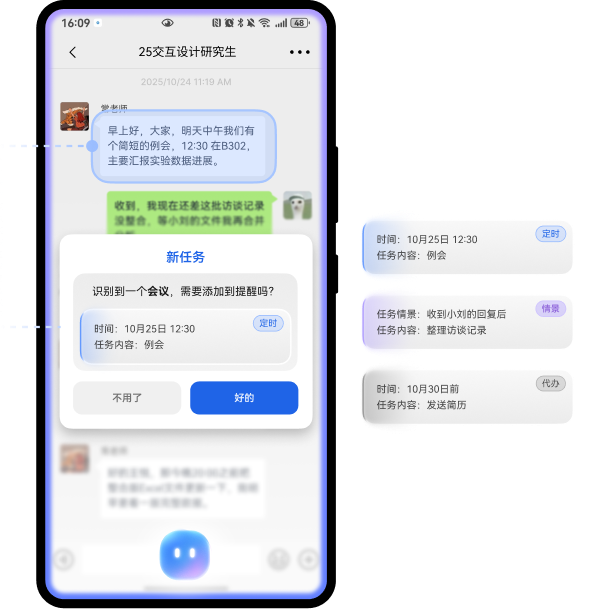 16:09
48
25交互设计研究生
2025/10/24 11:19 AM
常老师
早上好，大家，明天中午我们有
个简短的例会，12:30 在B302，
主要汇报实验数据进展。
收到，我现在还差这批访谈记录
没整合，等小刘的文件我再合并
新任务
识别到一个会议，需要添加到提醒吗?
定时
时间：10月25日 12:30
任务内容：例会
不用了
好的
定时
时间：10月25日 12:30
任务内容：例会
情景
任务情景：收到小刘的回复后
任务内容：整理访谈记录
代办
时间：10月30日前
任务内容：发送简历